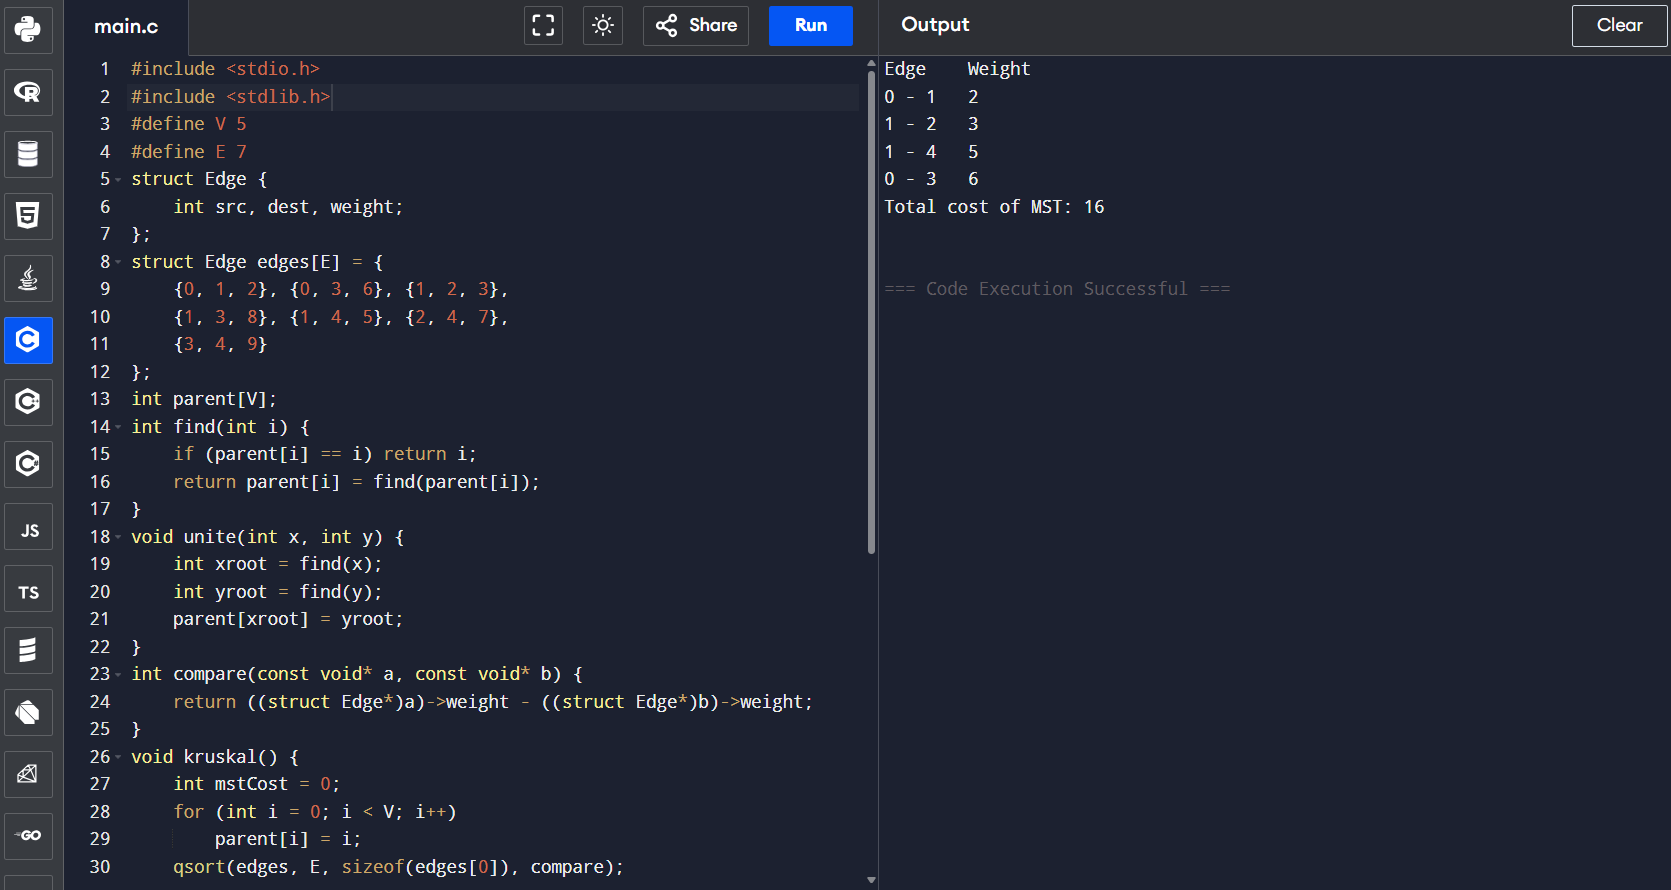 main.c
Share
Run
Output
Clear
JS
TS
GO
1 #include <stdio.h>
2 #include <stdlib.h>
3 #define V 5
4 #define E 7
5 struct Edge {
6     int src, dest, weight;
7 };
8 struct Edge edges[E] = {
9     {0, 1, 2}, {0, 3, 6}, {1, 2, 3},
10     {1, 3, 8}, {1, 4, 5}, {2, 4, 7},
11     {3, 4, 9}
12 };
13 int parent[V];
14 int find(int i) {
15     if (parent[i] == i) return i;
16     return parent[i] = find(parent[i]);
17 }
18 void unite(int x, int y) {
19     int xroot = find(x);
20     int yroot = find(y);
21     parent[xroot] = yroot;
22 }
23 int compare(const void* a, const void* b) {
24     return ((struct Edge*)a)->weight - ((struct Edge*)b)->weight;
25 }
26 void kruskal() {
27     int mstCost = 0;
28     for (int i = 0; i < V; i++)
29         parent[i] = i;
30     qsort(edges, E, sizeof(edges[0]), compare);
Edge    Weight
0 - 1   2
1 - 2   3
1 - 4   5
0 - 3   6
Total cost of MST: 16
=== Code Execution Successful ===